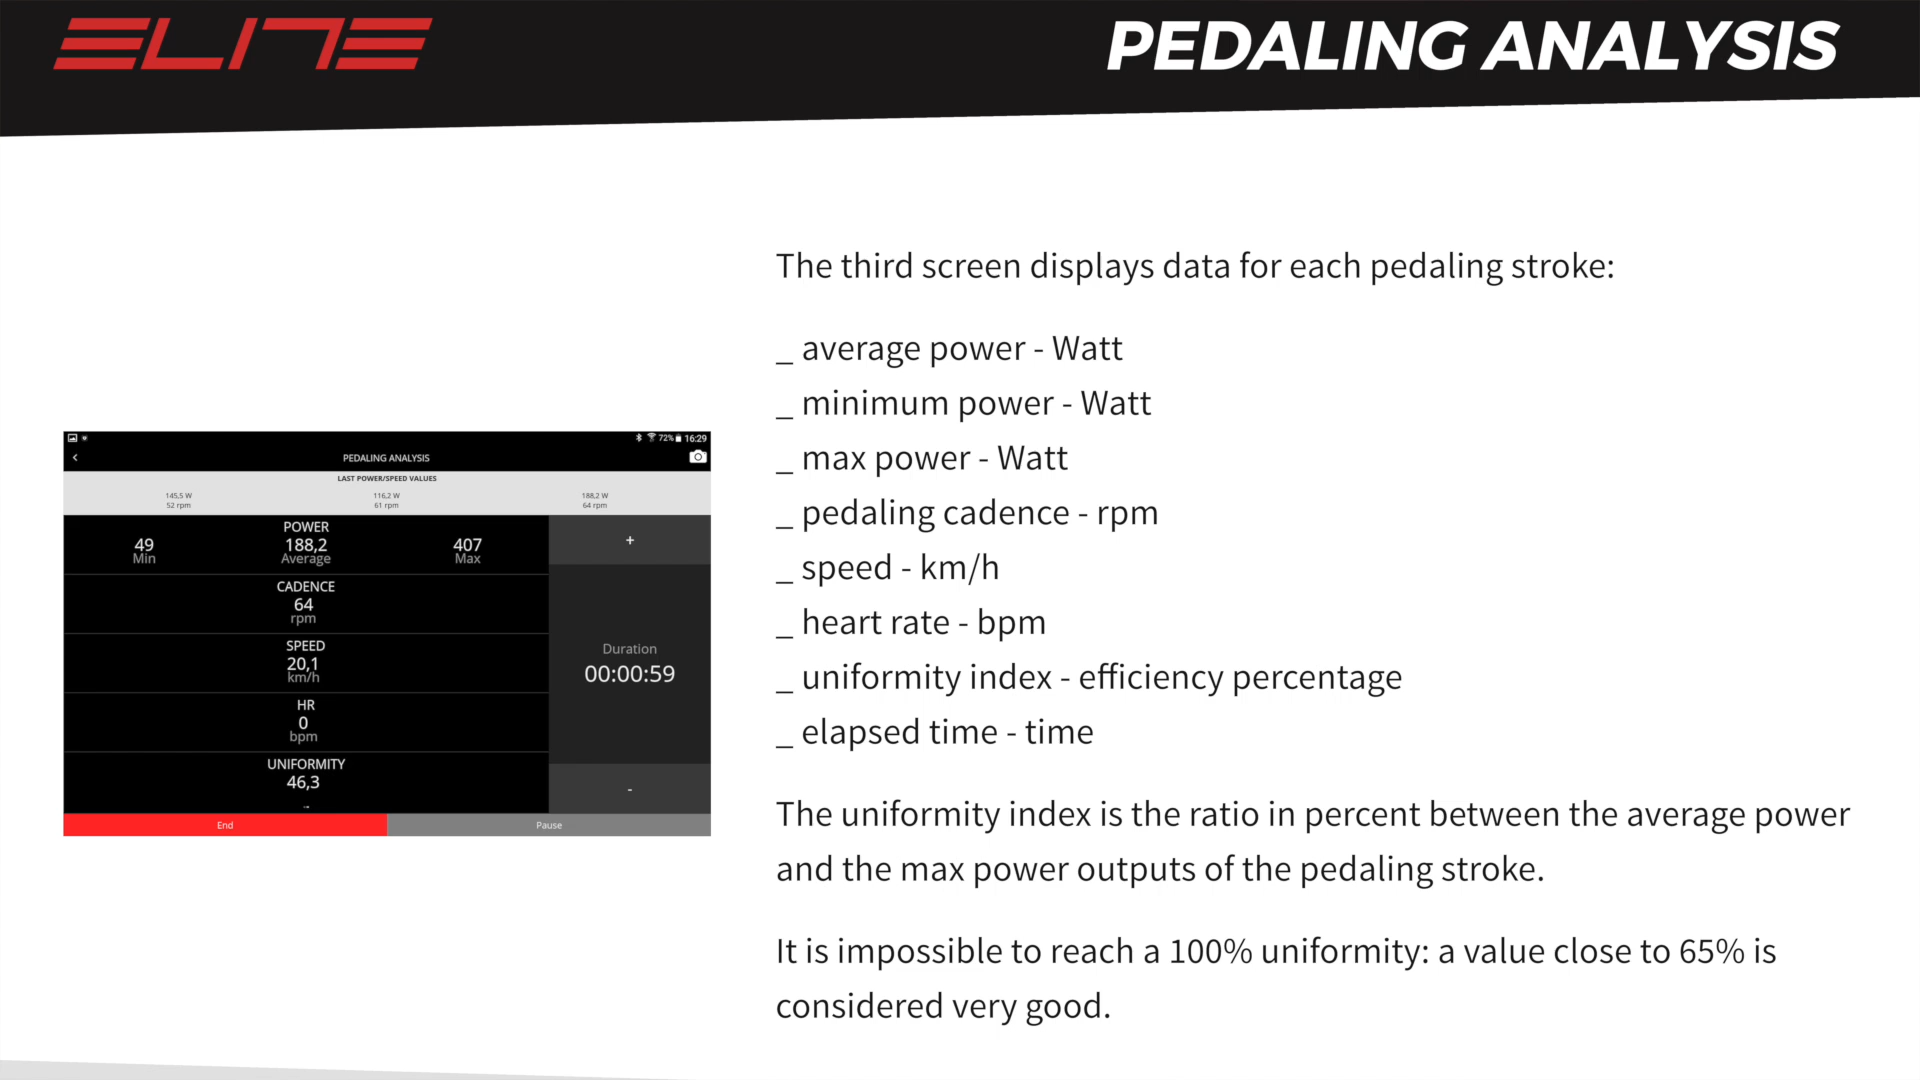 ELITE
PEDALING ANALYSIS
The third screen displays data for each pedaling stroke:
_ average power - Watt
_ minimum power - Watt
_ max power - Watt
_ pedaling cadence - rpm
_ speed - km/h
_ heart rate - bpm
_ uniformity index - efficiency percentage
_ elapsed time - time
The uniformity index is the ratio in percent between the average power
and the max power outputs of the pedaling stroke.
It is impossible to reach a 100% uniformity: a value close to 65% is
considered very good.
72% 16:29
PEDALING ANALYSIS
LAST POWER/SPEED VALUES
145,5 W 116,2 W 188,2 W
52 rpm 61 rpm 64 rpm
POWER
49 188,2 407
Min Average Max
CADENCE
64
rpm
SPEED
20,1
km/h
HR
0
bpm
UNIFORMITY
46,3
+
Duration
00:00:59
-
End Pause